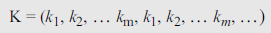 K = (k₁, k₂, … kₘ, k₁, k₂, … kₘ, …)